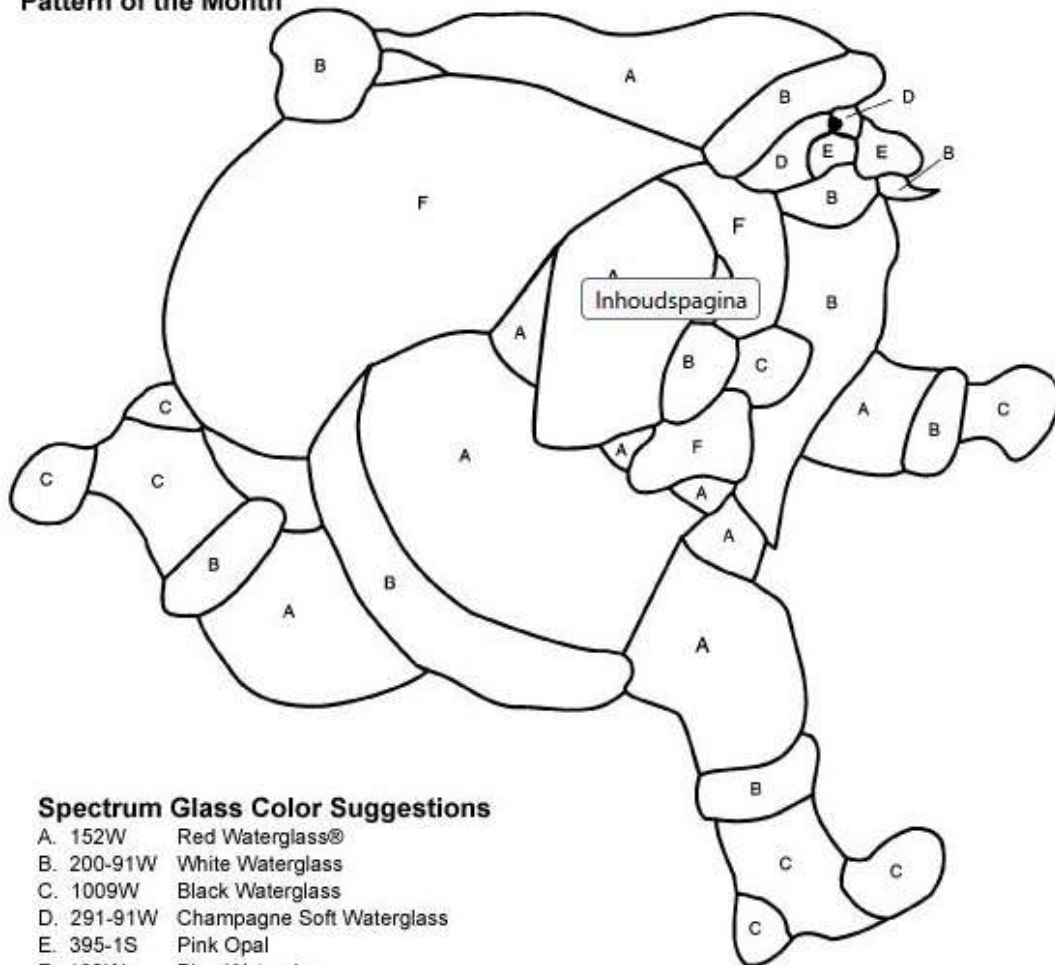 Pattern of the Month
B
A
B
D
D
E
E
B
B
F
F
B
Inhoudspagina
A
B
C
C
A
C
B
A
F
A
C
C
A
A
B
B
A
A
B
C
C
C
Spectrum Glass Color Suggestions
A. 152W Red Waterglass®
B. 200-91W White Waterglass
C. 1009W Black Waterglass
D. 291-91W Champagne Soft Waterglass
E. 395-1S Pink Opal